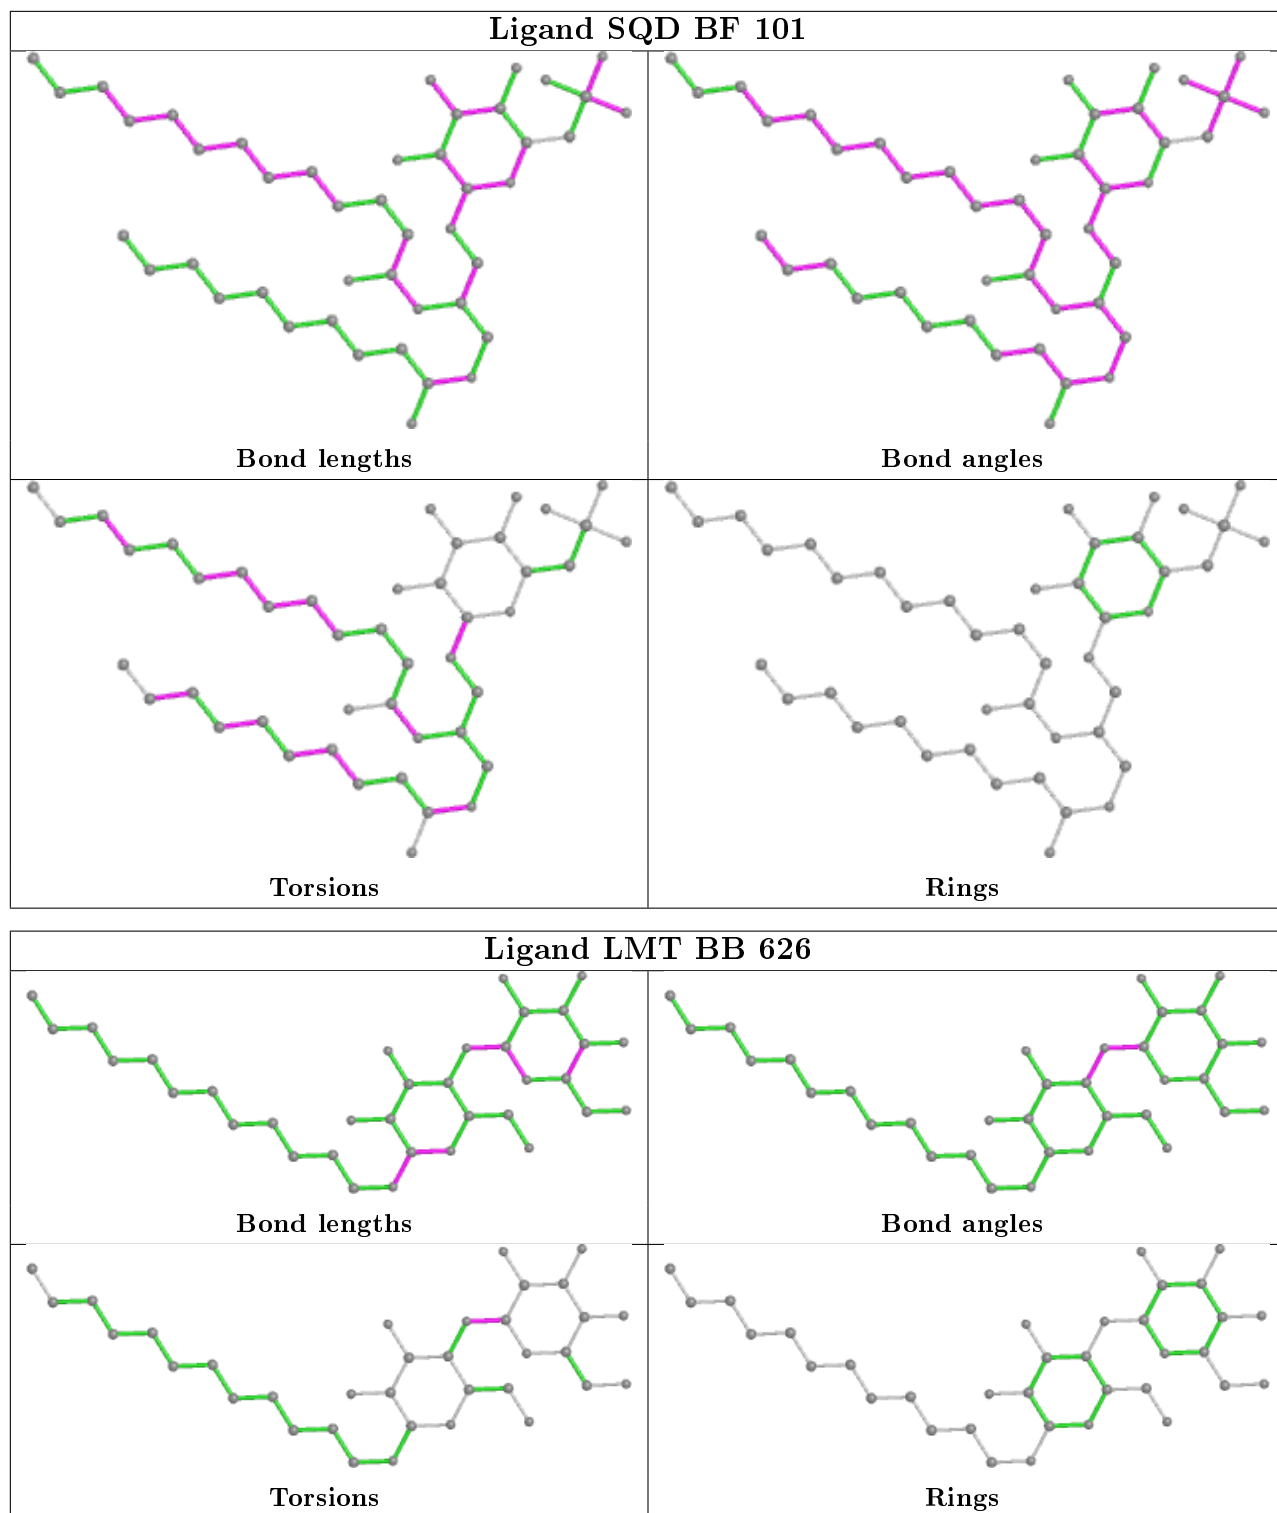 Ligand SQD BF 101
Bond lengths
Bond angles
Torsions
Rings
Ligand LMT BB 626
Bond lengths
Bond angles
Torsions
Rings